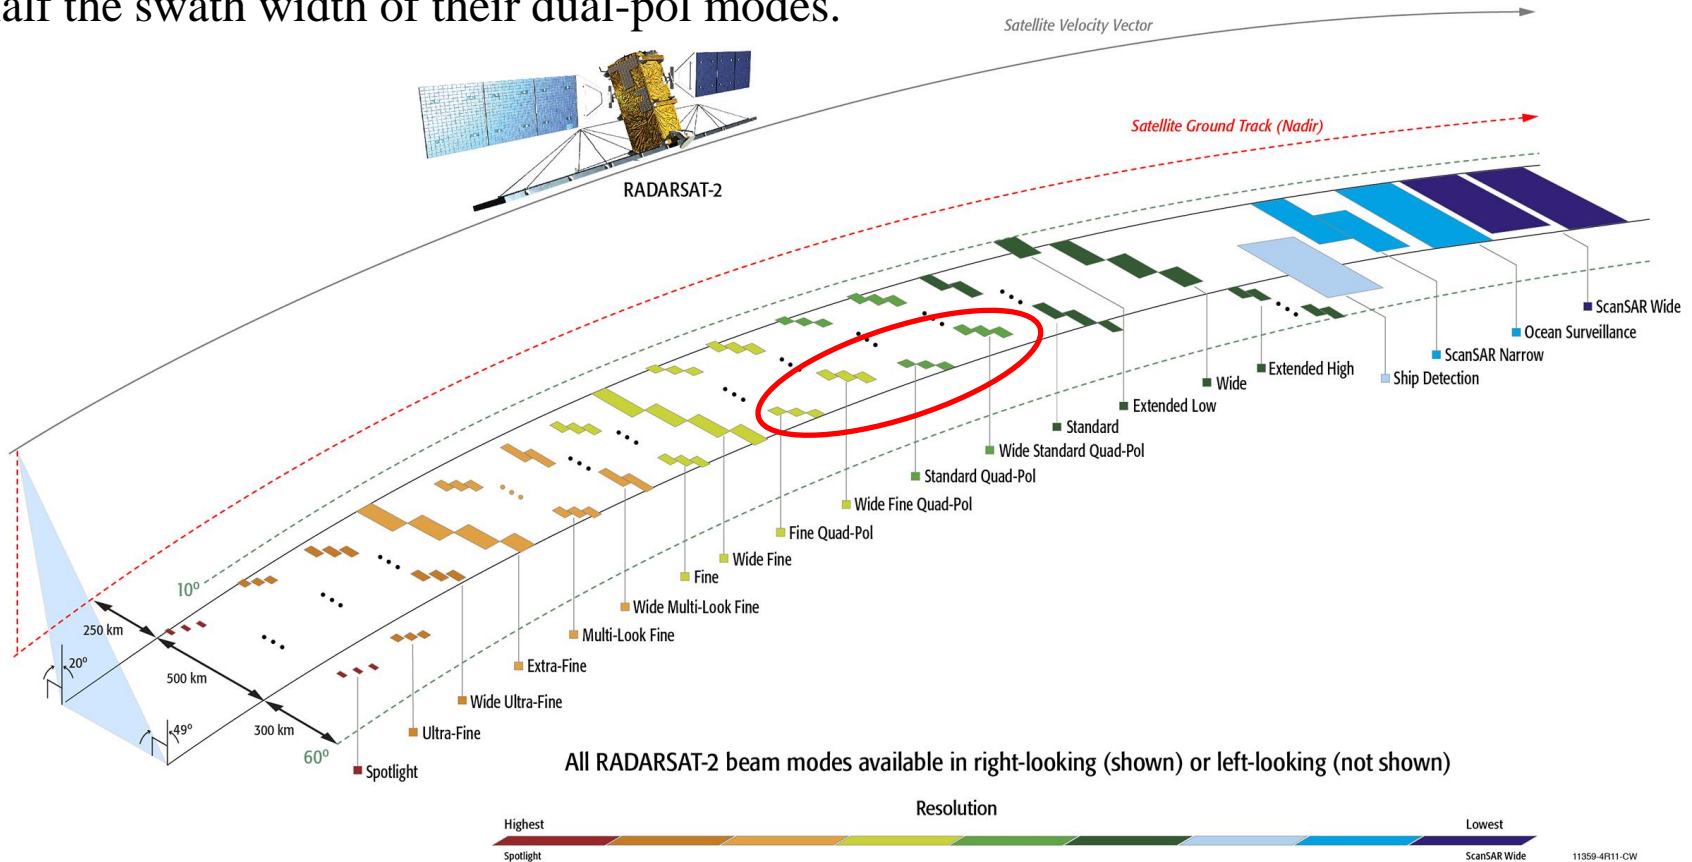 alf the swath width of their dual-pol modes.
Satellite Velocity Vector
Satellite Ground Track (Nadir)
RADARSAT-2
ScanSAR Wide
Ocean Surveillance
ScanSAR Narrow
Ship Detection
Extended High
Wide
Extended Low
Standard
Wide Standard Quad-Pol
Standard Quad-Pol
Wide Fine Quad-Pol
Fine Quad-Pol
Wide Fine
Fine
Wide Multi-Look Fine
Multi-Look Fine
Extra-Fine
Wide Ultra-Fine
Ultra-Fine
Spotlight
10º
250 km
20º
500 km
49º
300 km
60º
All RADARSAT-2 beam modes available in right-looking (shown) or left-looking (not shown)
Resolution
Highest
Lowest
Spotlight
ScanSAR Wide
11359-4R11-CW